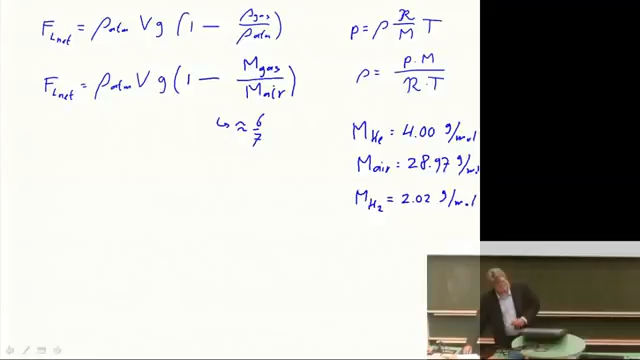 F_Lnet = ρ_atm V g (1 − ρ_gas/ρ_atm)
F_Lnet = ρ_atm V g (1 − M_gas/M_air)
↳ ≈ 6/7
p = ρ ℛ/M T
ρ = p·M/ℛ·T
M_He = 4.00 g/mol
M_air = 28.97 g/mol
M_H₂ = 2.02 g/mol